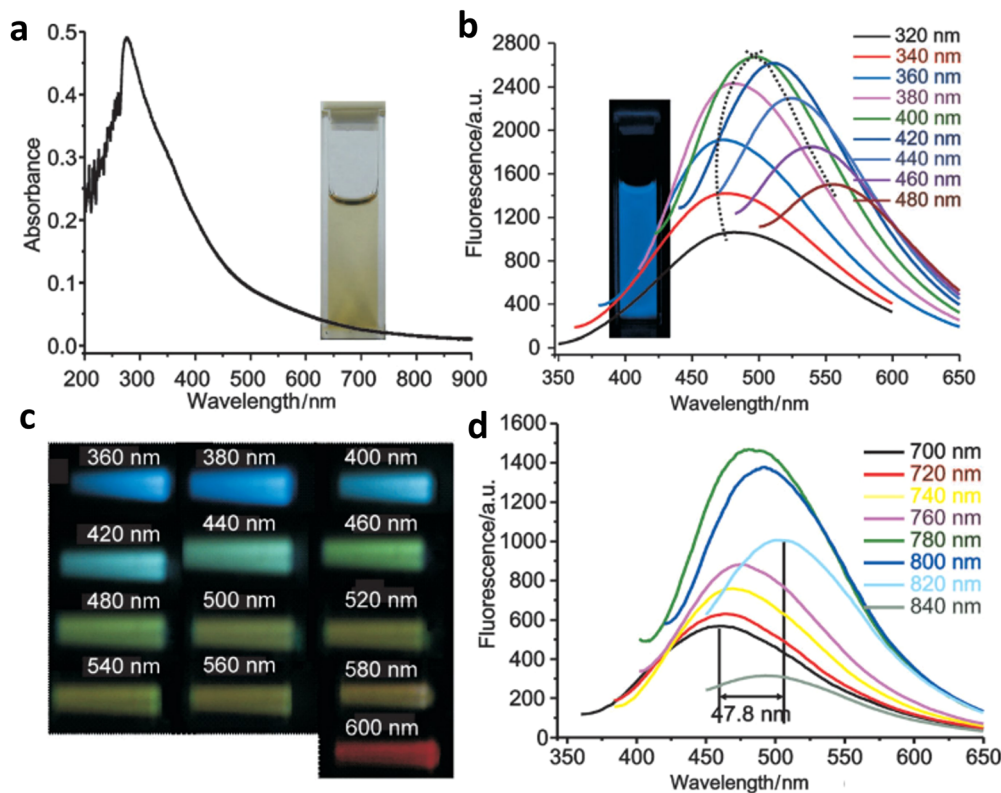 a
Absorbance
0.5
0.4
0.3
0.2
0.1
0.0
200 300 400 500 600 700 800 900
Wavelength/nm
b
Fluorescence/a.u.
2800
2400
2000
1600
1200
800
400
0
350 400 450 500 550 600 650
Wavelength/nm
320 nm
340 nm
360 nm
380 nm
400 nm
420 nm
440 nm
460 nm
480 nm
c
360 nm 380 nm 400 nm
420 nm 440 nm 460 nm
480 nm 500 nm 520 nm
540 nm 560 nm 580 nm
600 nm
d
Fluorescence/a.u.
1600
1400
1200
1000
800
600
400
200
0
350 400 450 500 550 600 650
Wavelength/nm
700 nm
720 nm
740 nm
760 nm
780 nm
800 nm
820 nm
840 nm
47.8 nm